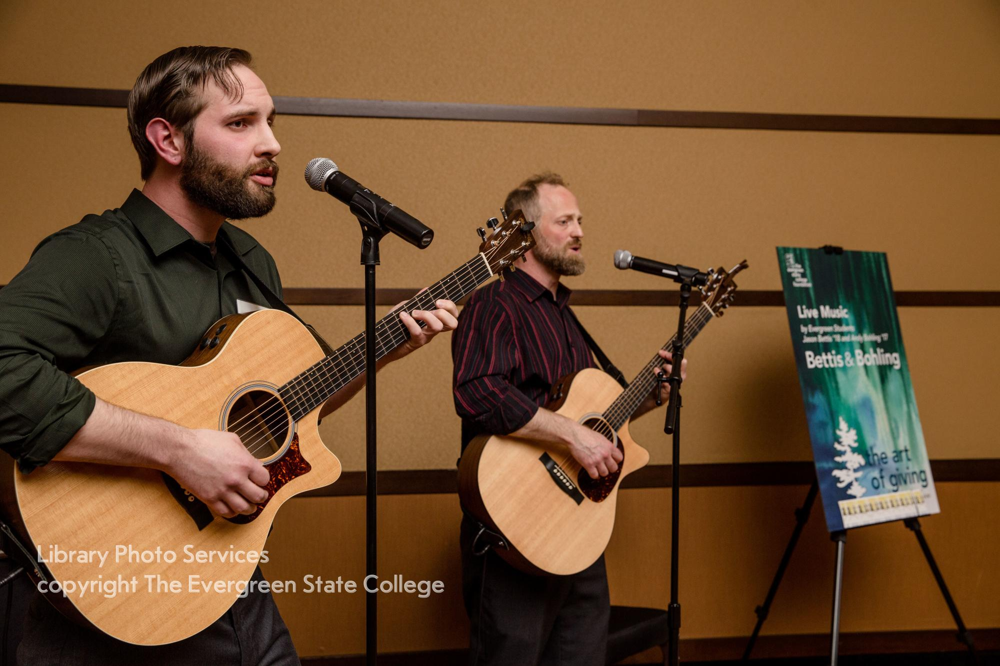 Live Music
by Evergreen Students
Jason Bettis '18 and Andy Bohling '17
Bettis & Bohling
the art
of giving
Library Photo Services
copyright The Evergreen State College